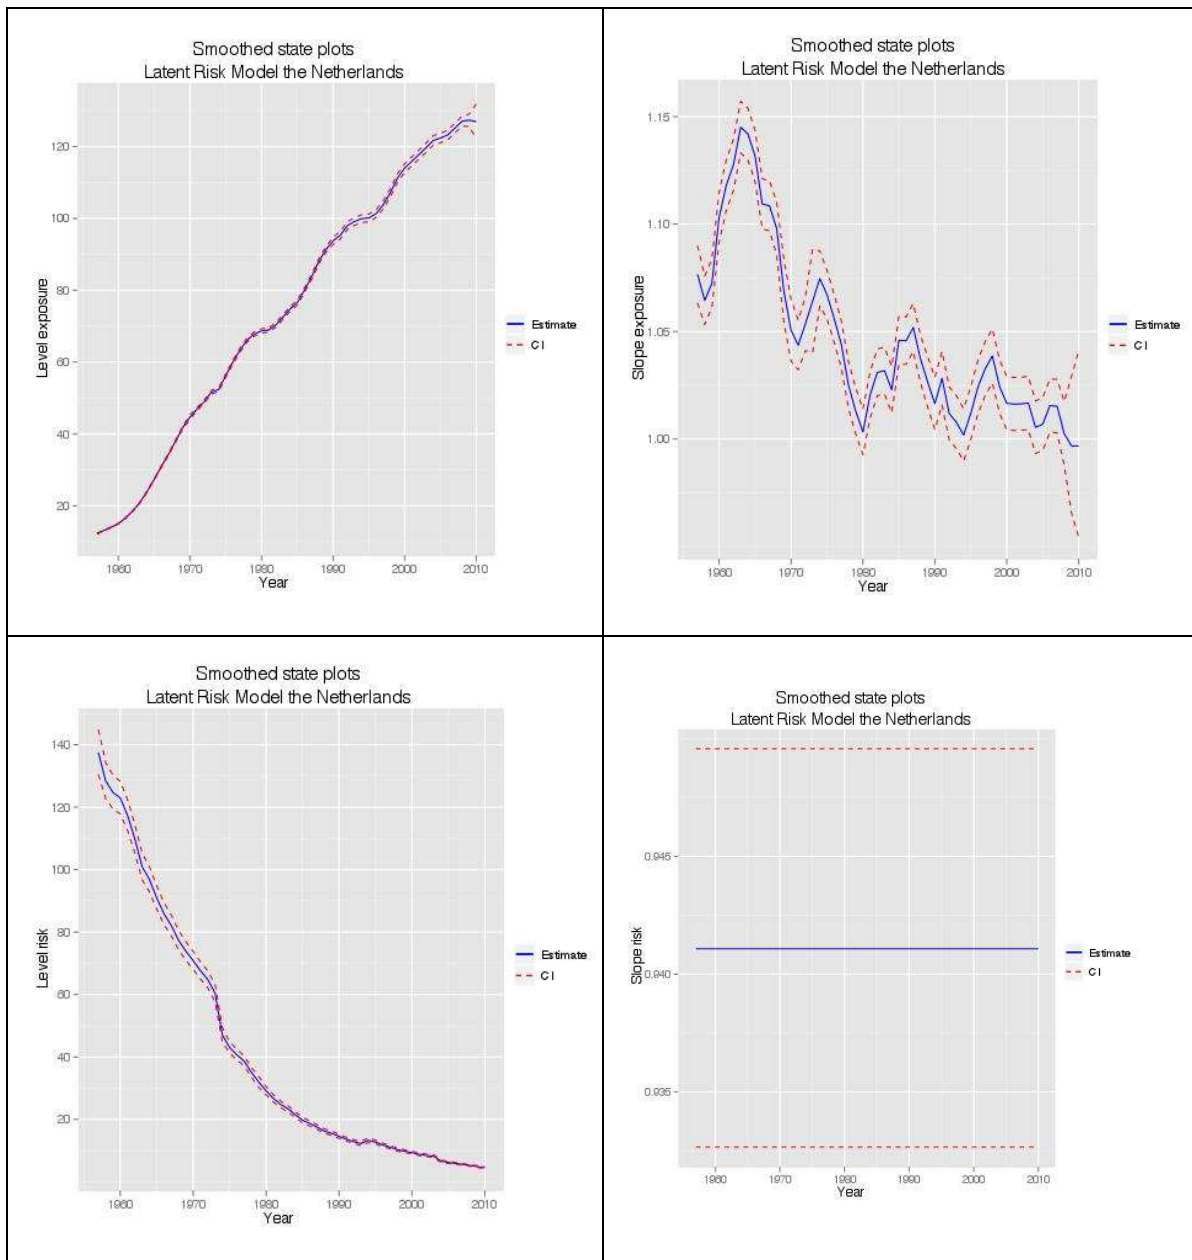 Smoothed state plots
Latent Risk Model the Netherlands
Level exposure
120
100
80
60
40
20
1960 1970 1980 1990 2000 2010
Year
Estimate
CI
Smoothed state plots
Latent Risk Model the Netherlands
Slope exposure
1.15
1.10
1.05
1.00
1960 1970 1980 1990 2000 2010
Year
Estimate
CI
Smoothed state plots
Latent Risk Model the Netherlands
Level risk
140
120
100
80
60
40
20
1960 1970 1980 1990 2000 2010
Year
Estimate
CI
Smoothed state plots
Latent Risk Model the Netherlands
Slope risk
0.945
0.940
0.935
1960 1970 1980 1990 2000 2010
Year
Estimate
CI